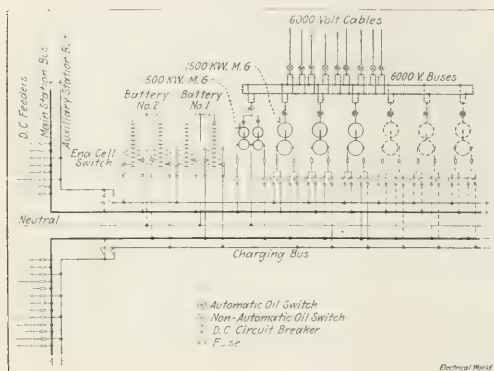 6000 Volt Cables
1500 KW. M.G
500 KW. M.G
6000 V. Buses
Battery No.2
Battery No.1
D.C. Feeders
Main Station Bus
Auxiliary Station Bus
End Cell Switch
Neutral
Charging Bus
Automatic Oil Switch
Non-Automatic Oil Switch
D.C Circuit Breaker
Fuse
Electrical World